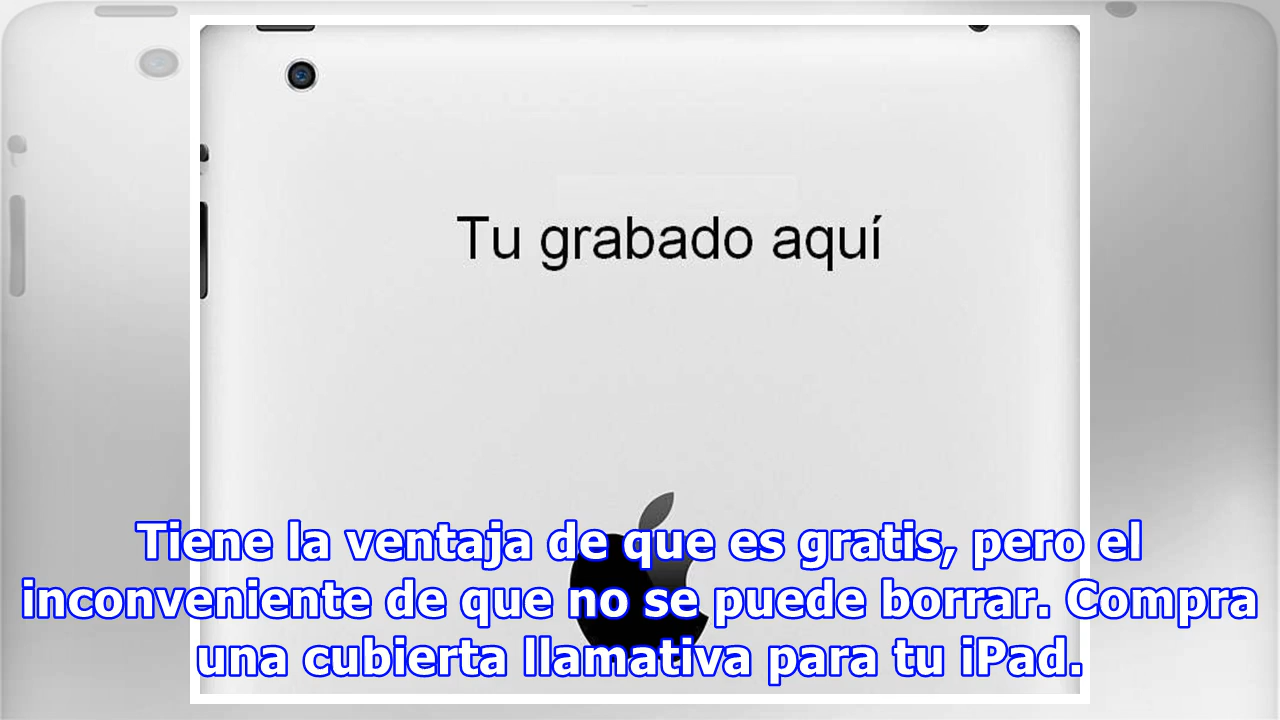 Tu grabado aquí
Tiene la ventaja de que es gratis, pero el
inconveniente de que no se puede borrar. Compra
una cubierta llamativa para tu iPad.